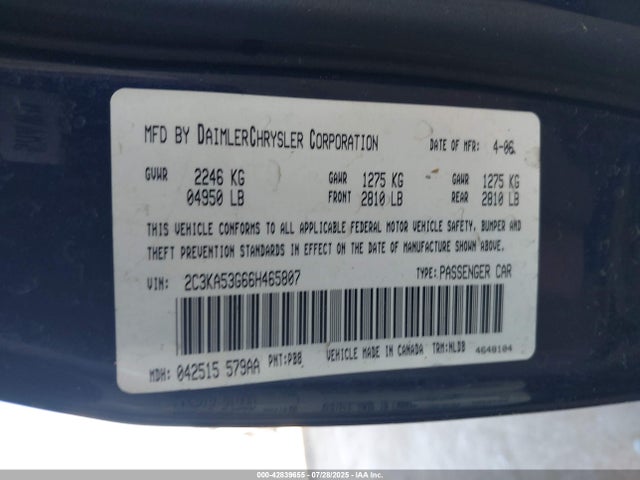 MFD BY DAIMLERCHRYSLER CORPORATION DATE OF MFR: 4-06
GVWR 2246 KG GAWR 1275 KG GAWR 1275 KG
04950 LB FRONT 2810 LB REAR 2810 LB
THIS VEHICLE CONFORMS TO ALL APPLICABLE FEDERAL MOTOR VEHICLE SAFETY, BUMPER AND
THEFT PREVENTION STANDARDS IN EFFECT ON THE DATE OF MANUFACTURE SHOWN ABOVE.
VIN: 2C3KA53G66H465807 TYPE: PASSENGER CAR
MDH: 042515 579AA PNT: PB8 VEHICLE MADE IN CANADA TRM: NLDB 4648104
000-42839655 - 07/28/2025 - IAA Inc.